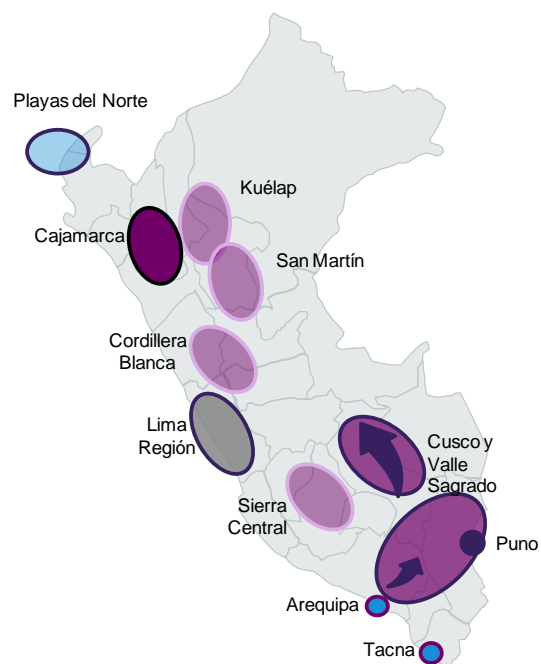 Playas del Norte
Kuélap
Cajamarca
San Martín
Cordillera
Blanca
Lima
Región
Cusco y
Valle
Sagrado
Sierra
Central
Puno
Arequipa
Tacna